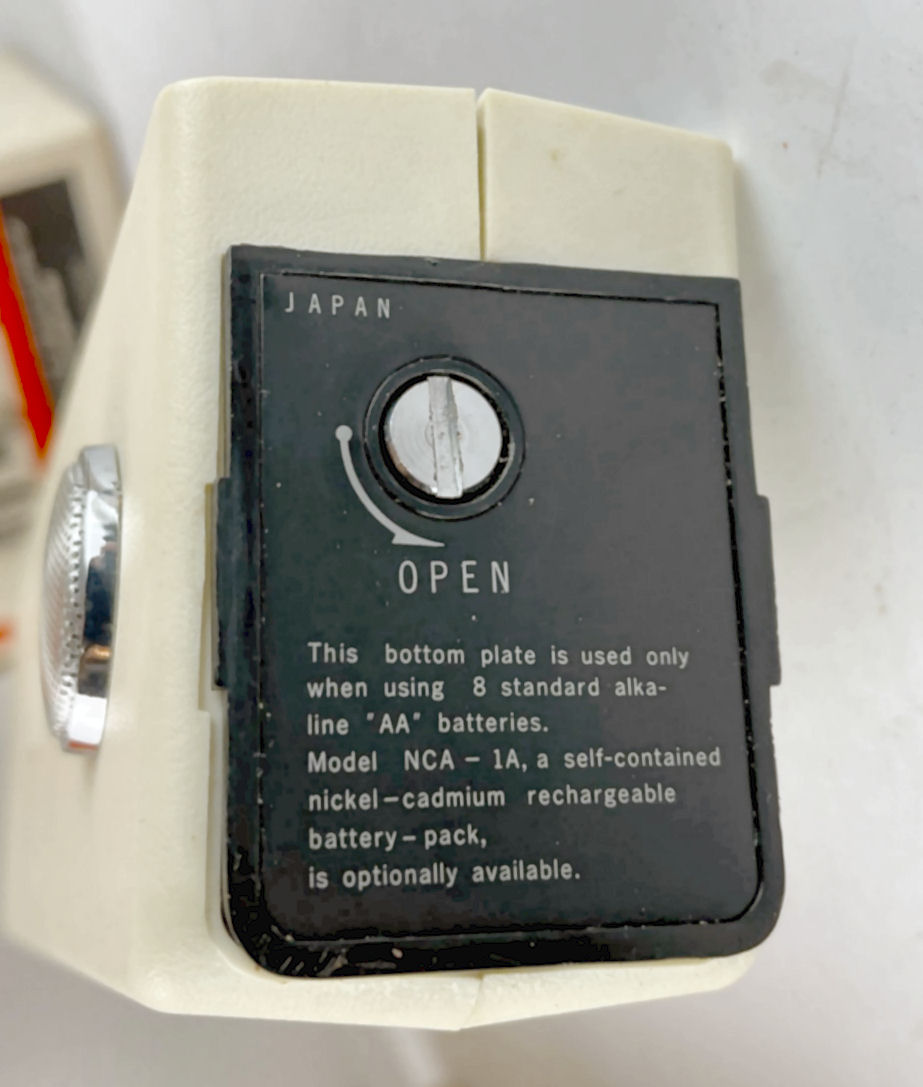 JAPAN
OPEN
This bottom plate is used only
when using 8 standard alka-
line "AA" batteries.
Model NCA – 1A, a self-contained
nickel–cadmium rechargeable
battery – pack,
is optionally available.